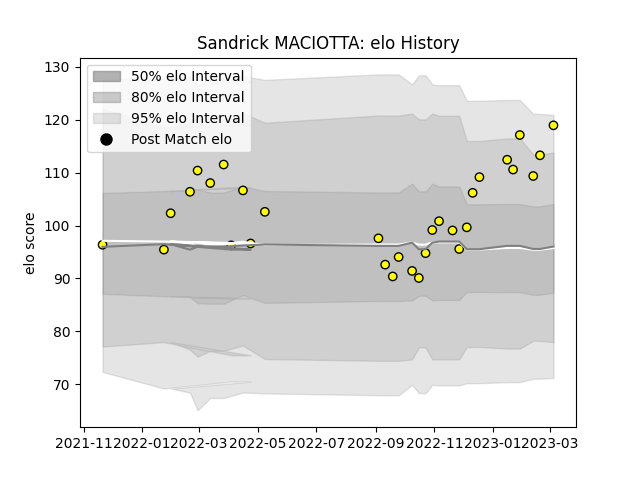 Sandrick MACIOTTA: elo History
130
120
110
100
90
80
70
elo score
50% elo Interval
80% elo Interval
95% elo Interval
Post Match elo
2021-11 2022-01 2022-03 2022-05 2022-07 2022-09 2022-11 2023-01 2023-03